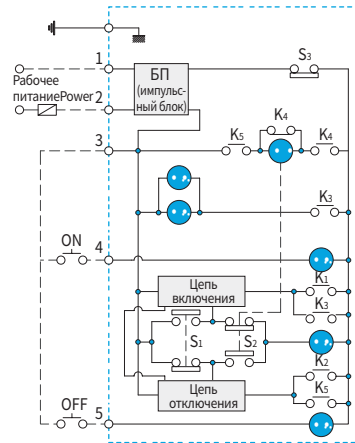 1
S3
БП
(импульс-
ный блок)
Рабочее
питаниеPower
2
K4
3
K5
K4
K3
ON
4
K1
Цепь
включения
K3
S1
S2
K2
Цепь
отключения
K5
OFF
5